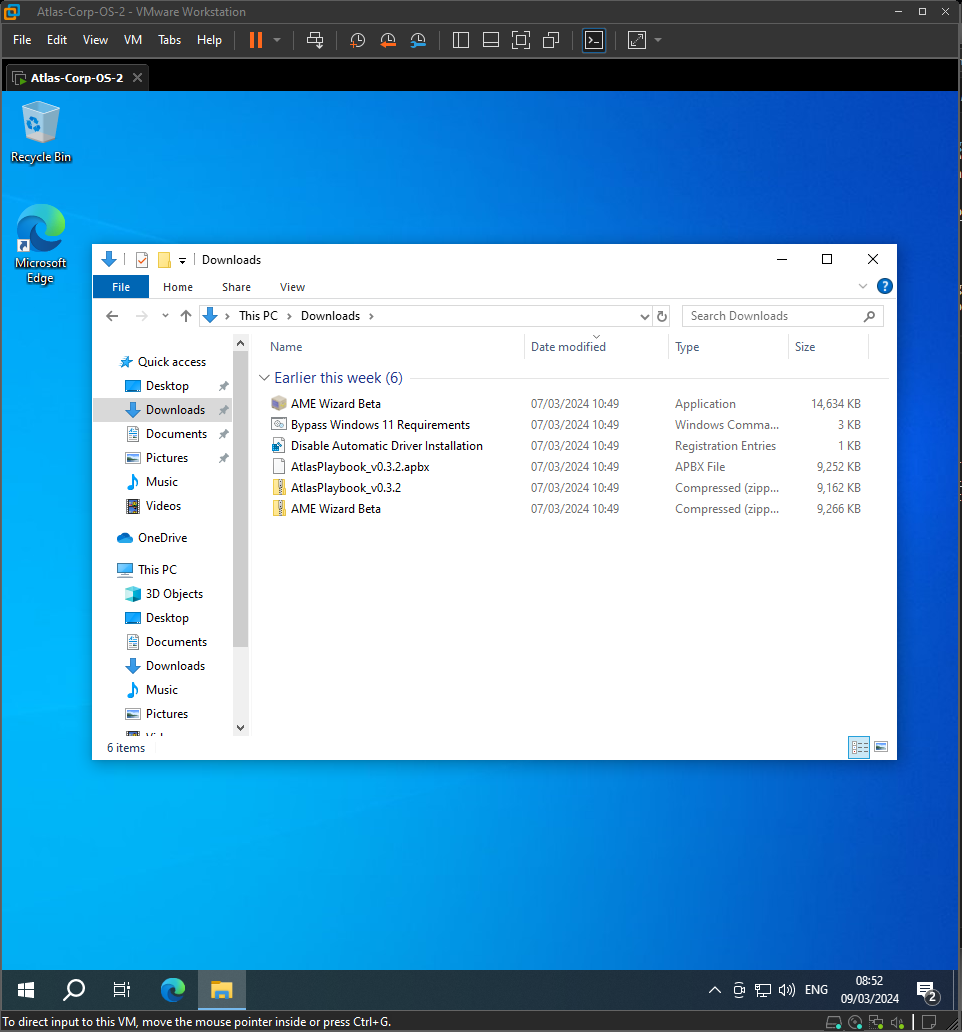 Atlas-Corp-OS-2 - VMware Workstation
File Edit View VM Tabs Help
Atlas-Corp-OS-2
Recycle Bin
Microsoft
Edge
Downloads
File Home Share View
This PC Downloads
Search Downloads
Name Date modified Type Size
Quick access
Desktop
Downloads
Documents
Pictures
Music
Videos
OneDrive
This PC
3D Objects
Desktop
Documents
Downloads
Music
Pictures
Earlier this week (6)
AME Wizard Beta 07/03/2024 10:49 Application 14,634 KB
Bypass Windows 11 Requirements 07/03/2024 10:49 Windows Comma... 3 KB
Disable Automatic Driver Installation 07/03/2024 10:49 Registration Entries 1 KB
AtlasPlaybook_v0.3.2.apbx 07/03/2024 10:49 APBX File 9,252 KB
AtlasPlaybook_v0.3.2 07/03/2024 10:49 Compressed (zipp... 9,162 KB
AME Wizard Beta 07/03/2024 10:49 Compressed (zipp... 9,266 KB
6 items
ENG
08:52
09/03/2024
2
To direct input to this VM, move the mouse pointer inside or press Ctrl+G.